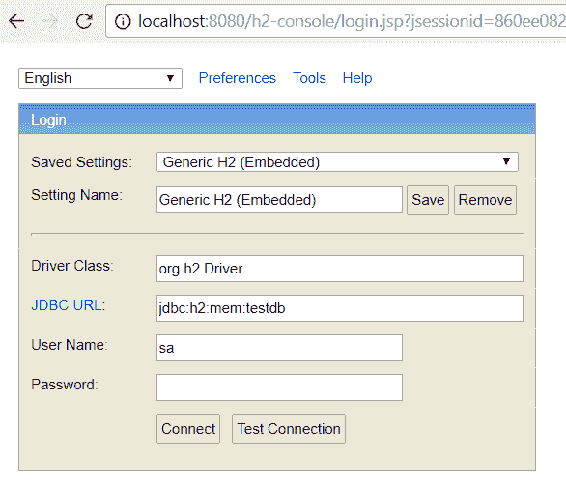 localhost:8080/h2-console/login.jsp?jsessionid=860ee082
English Preferences Tools Help
Login
Saved Settings: Generic H2 (Embedded)
Setting Name: Generic H2 (Embedded) Save Remove
Driver Class: org.h2.Driver
JDBC URL: jdbc:h2:mem:testdb
User Name: sa
Password:
Connect Test Connection